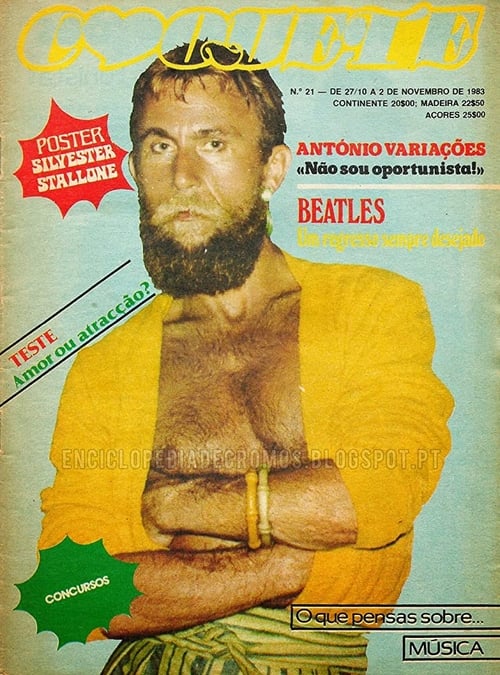 COQUETE
N.º 21 — DE 27/10 A 2 DE NOVEMBRO DE 1983
CONTINENTE 20$00; MADEIRA 22$50
AÇORES 25$00
POSTER
SILVESTER
STALLONE
ANTÓNIO VARIAÇÕES
«Não sou oportunista!»
BEATLES
Um regresso sempre desejado
TESTE
Amor ou atracção?
ENCICLOPEDIADECROMOS.BLOGSPOT.PT
CONCURSOS
O que pensas sobre...
MÚSICA